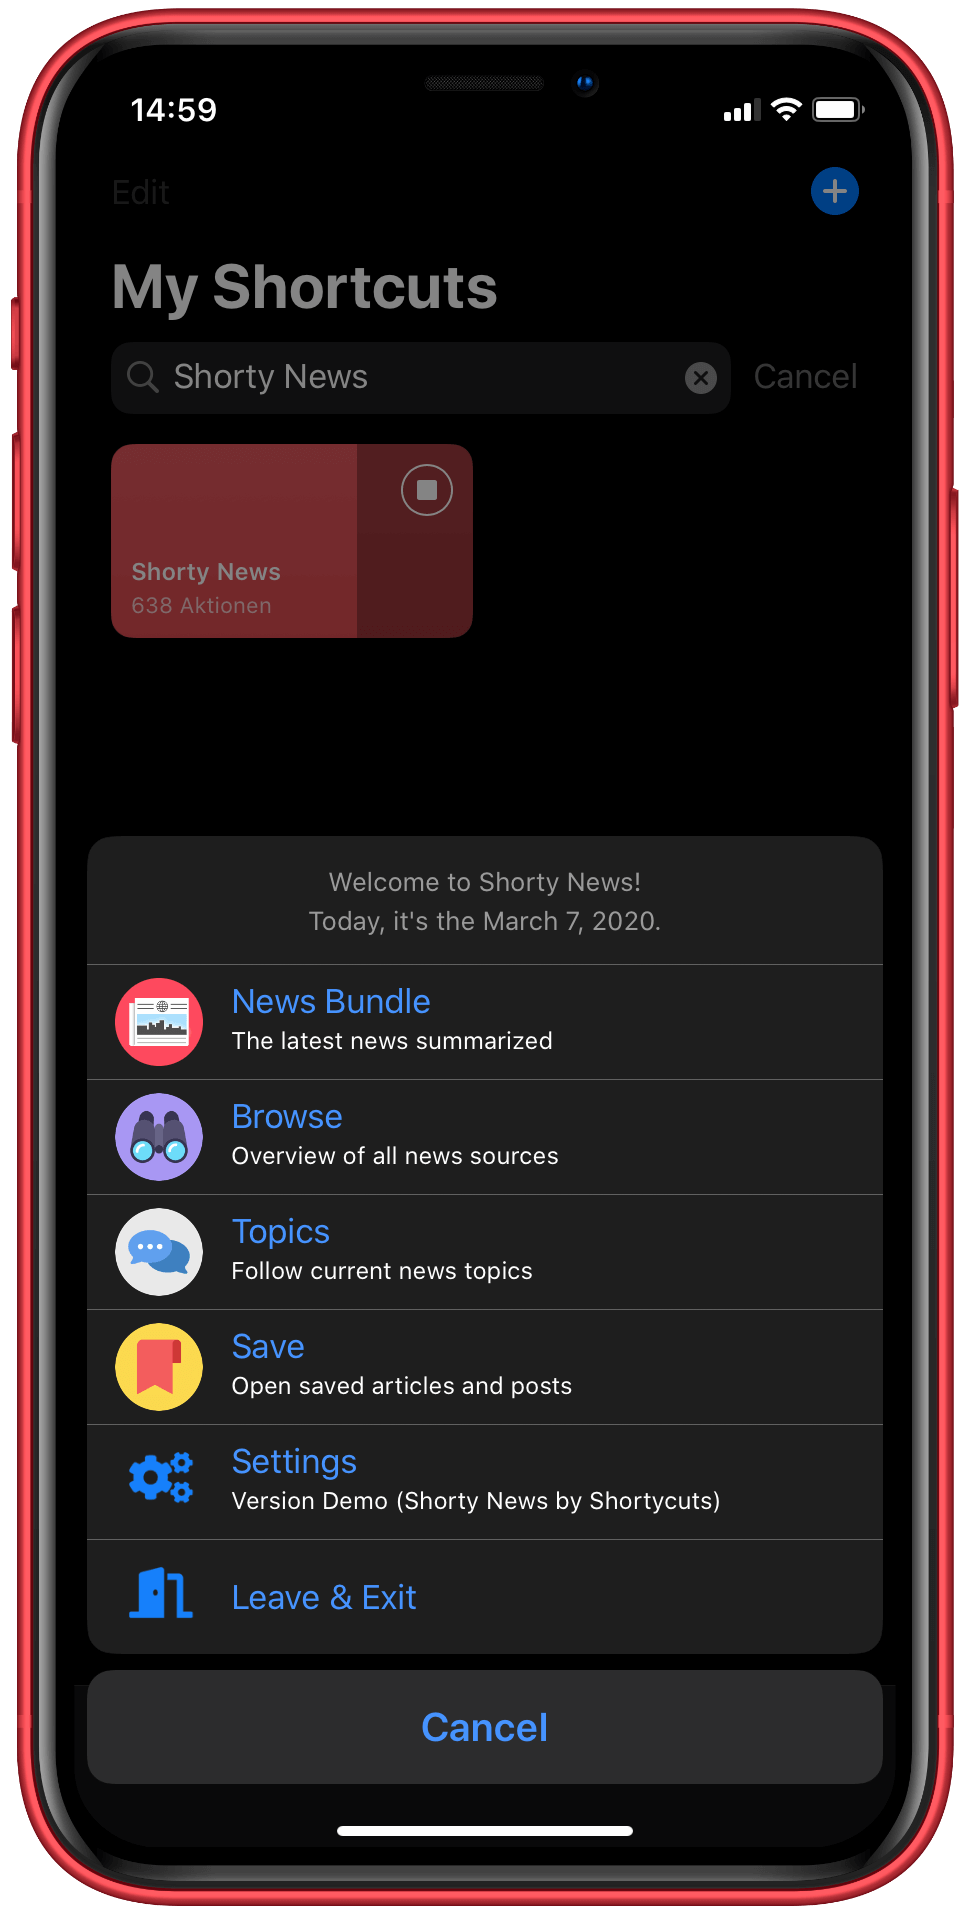 14:59
Edit
My Shortcuts
Shorty News
Cancel
Shorty News
638 Aktionen
Welcome to Shorty News!
Today, it's the March 7, 2020.
News Bundle
The latest news summarized
Browse
Overview of all news sources
Topics
Follow current news topics
Save
Open saved articles and posts
Settings
Version Demo (Shorty News by Shortycuts)
Leave & Exit
Cancel